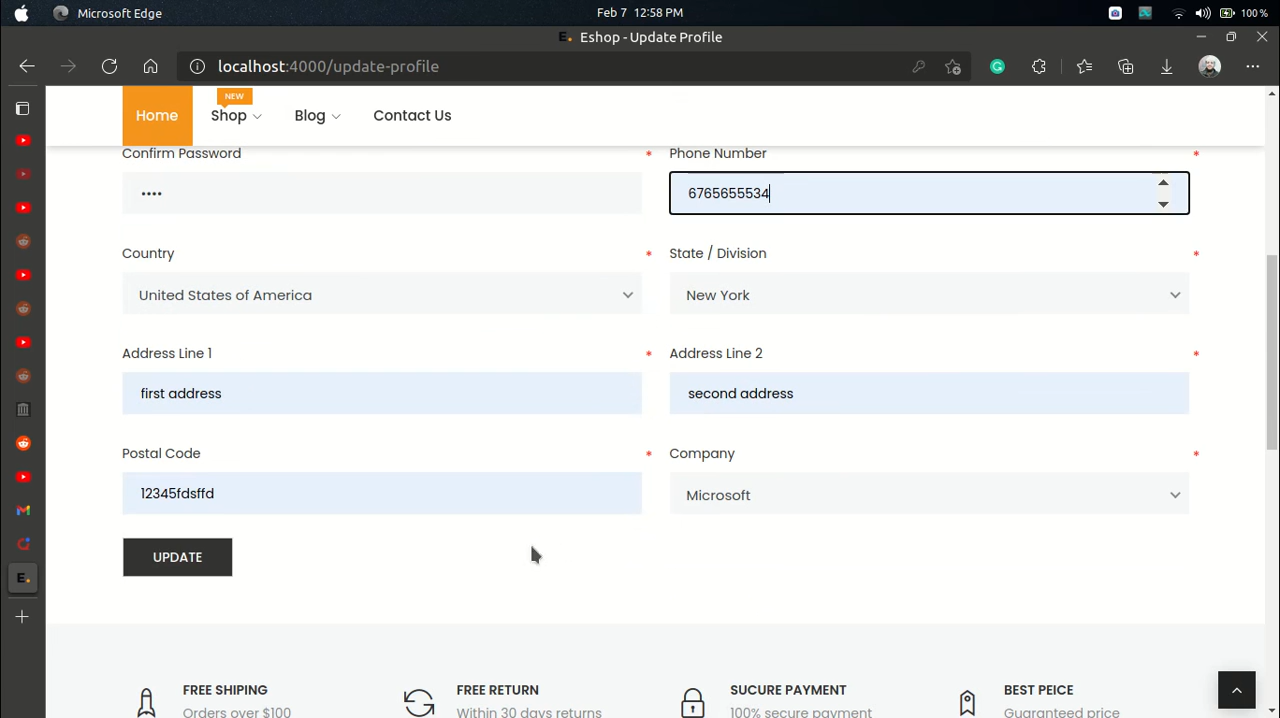 Microsoft Edge
Feb 7 12:58 PM
100 %
E. Eshop - Update Profile
localhost:4000/update-profile
NEW
Home Shop Blog Contact Us
Confirm Password * Phone Number *
•••• 6765655534
Country * State / Division *
United States of America New York
Address Line 1 * Address Line 2 *
first address second address
Postal Code * Company *
12345fdsffd Microsoft
UPDATE
E.
FREE SHIPING FREE RETURN SUCURE PAYMENT BEST PEICE
Orders over $100 Within 30 days returns 100% secure payment Guaranteed price